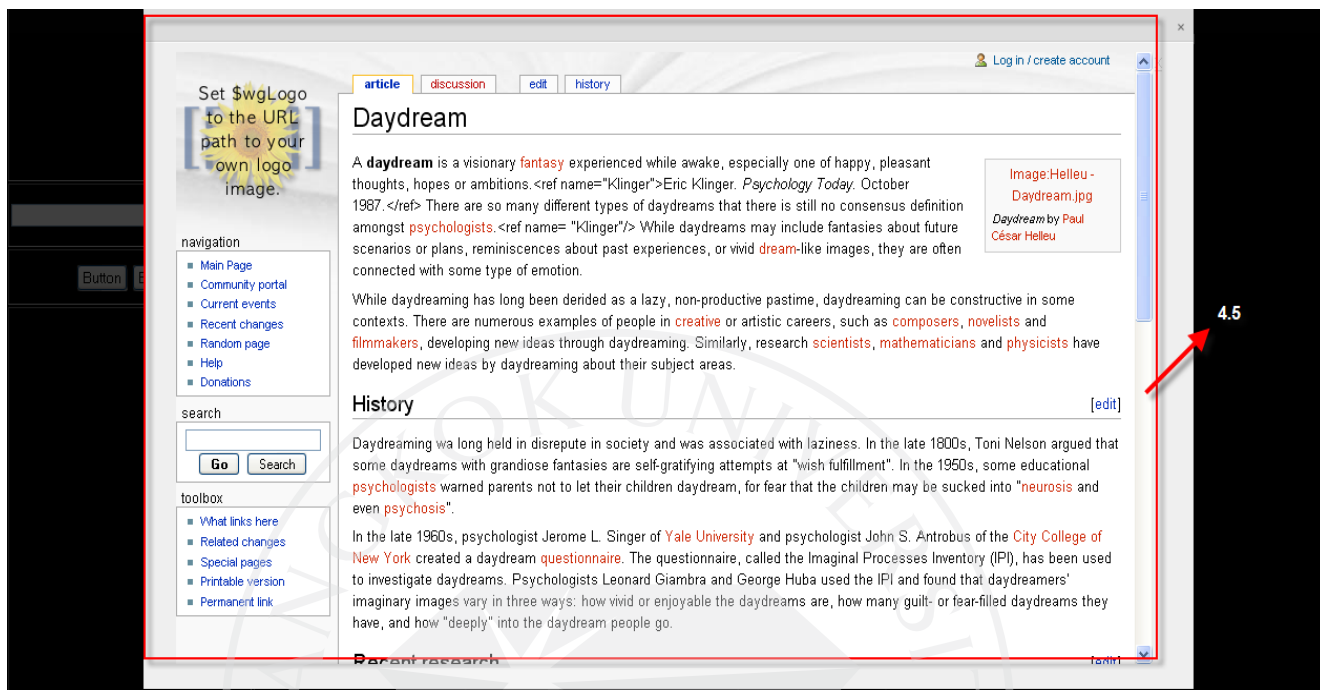 ×
Log in / create account
article discussion edit history
Set $wgLogo
to the URL
path to your
own logo
image.
Daydream
A daydream is a visionary fantasy experienced while awake, especially one of happy, pleasant
thoughts, hopes or ambitions.<ref name="Klinger">Eric Klinger. Psychology Today. October
1987.</ref> There are so many different types of daydreams that there is still no consensus definition
amongst psychologists.<ref name= "Klinger"/> While daydreams may include fantasies about future
scenarios or plans, reminiscences about past experiences, or vivid dream-like images, they are often
connected with some type of emotion.
Image:Helleu -
Daydream.jpg
Daydream by Paul
César Helleu
While daydreaming has long been derided as a lazy, non-productive pastime, daydreaming can be constructive in some
contexts. There are numerous examples of people in creative or artistic careers, such as composers, novelists and
filmmakers, developing new ideas through daydreaming. Similarly, research scientists, mathematicians and physicists have
developed new ideas by daydreaming about their subject areas.
History [edit]
Daydreaming wa long held in disrepute in society and was associated with laziness. In the late 1800s, Toni Nelson argued that
some daydreams with grandiose fantasies are self-gratifying attempts at "wish fulfillment". In the 1950s, some educational
psychologists warned parents not to let their children daydream, for fear that the children may be sucked into "neurosis and
even psychosis".
In the late 1960s, psychologist Jerome L. Singer of Yale University and psychologist John S. Antrobus of the City College of
New York created a daydream questionnaire. The questionnaire, called the Imaginal Processes Inventory (IPI), has been used
to investigate daydreams. Psychologists Leonard Giambra and George Huba used the IPI and found that daydreamers'
imaginary images vary in three ways: how vivid or enjoyable the daydreams are, how many guilt- or fear-filled daydreams they
have, and how "deeply" into the daydream people go.
Recent research [edit]
navigation
Main Page
Community portal
Current events
Recent changes
Random page
Help
Donations
search
Go Search
toolbox
What links here
Related changes
Special pages
Printable version
Permanent link
Button
4.5